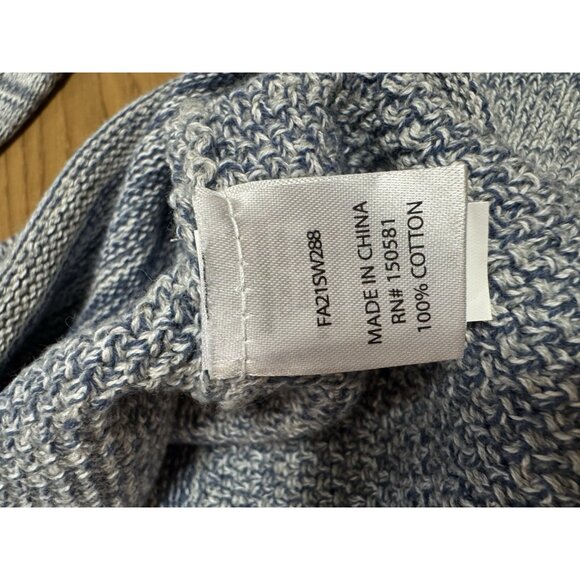 FA21SW288
MADE IN CHINA
RN# 150581
100% COTTON